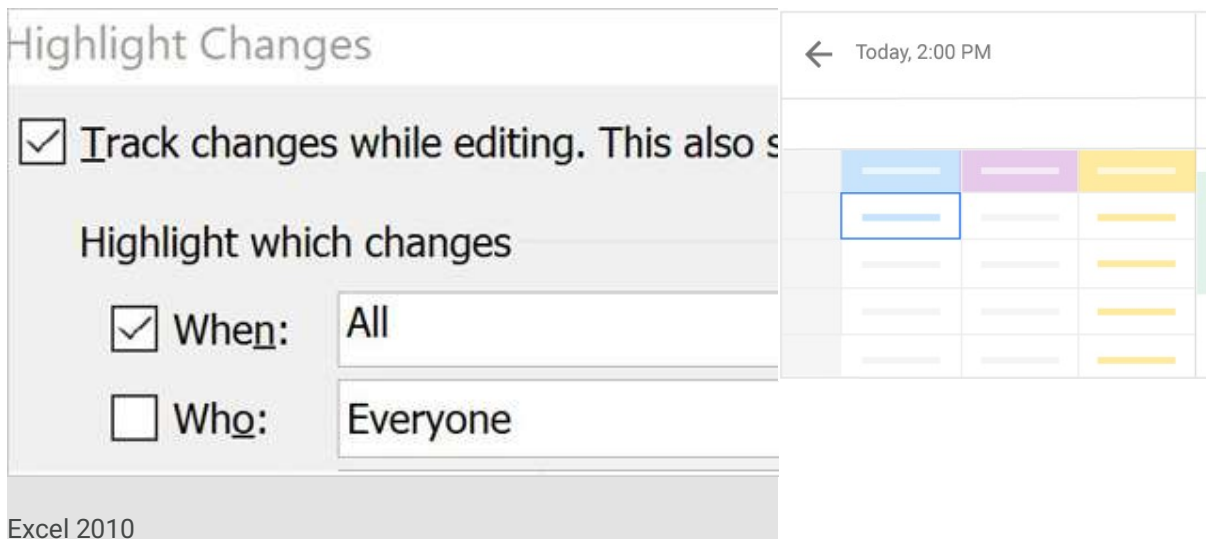 Highlight Changes
Track changes while editing. This also s
Highlight which changes
When: All
Who: Everyone
Excel 2010
Today, 2:00 PM